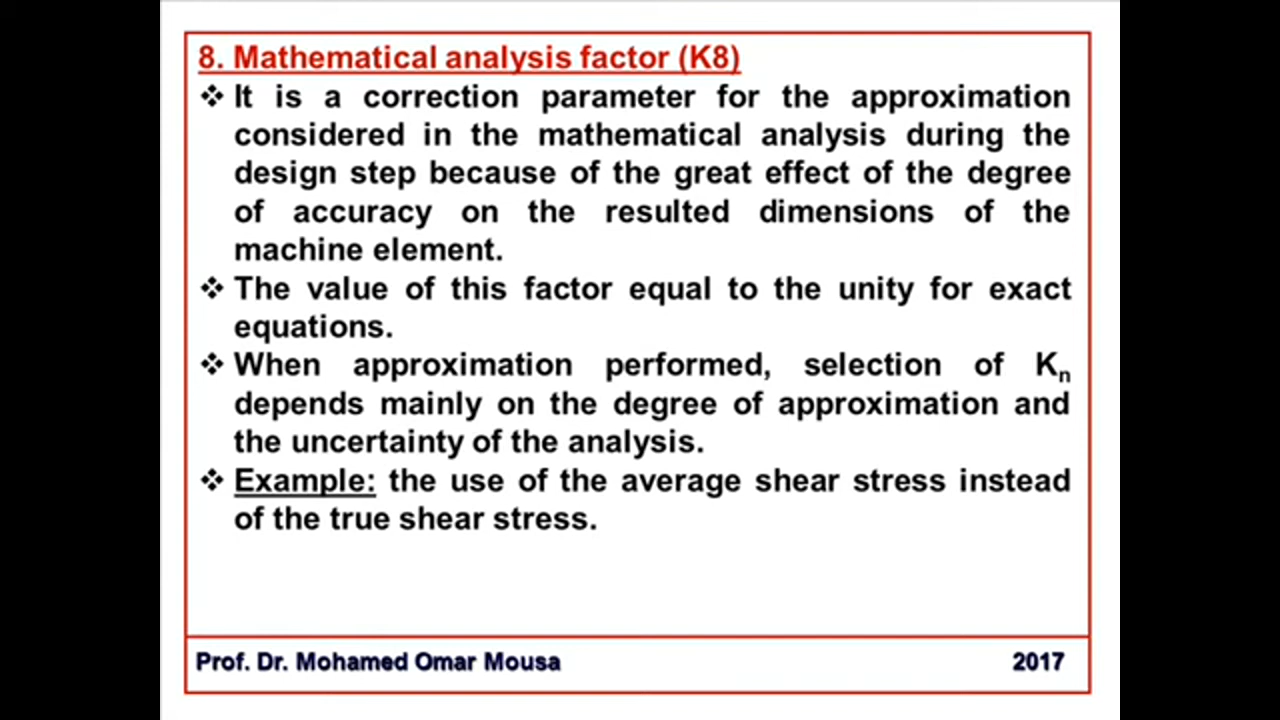 8. Mathematical analysis factor (K8)
❖ It is a correction parameter for the approximation
considered in the mathematical analysis during the
design step because of the great effect of the degree
of accuracy on the resulted dimensions of the
machine element.
❖ The value of this factor equal to the unity for exact
equations.
❖ When approximation performed, selection of Kn
depends mainly on the degree of approximation and
the uncertainty of the analysis.
❖ Example: the use of the average shear stress instead
of the true shear stress.
Prof. Dr. Mohamed Omar Mousa 2017